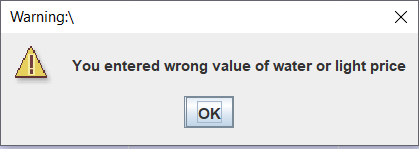 Warning:\
You entered wrong value of water or light price
OK